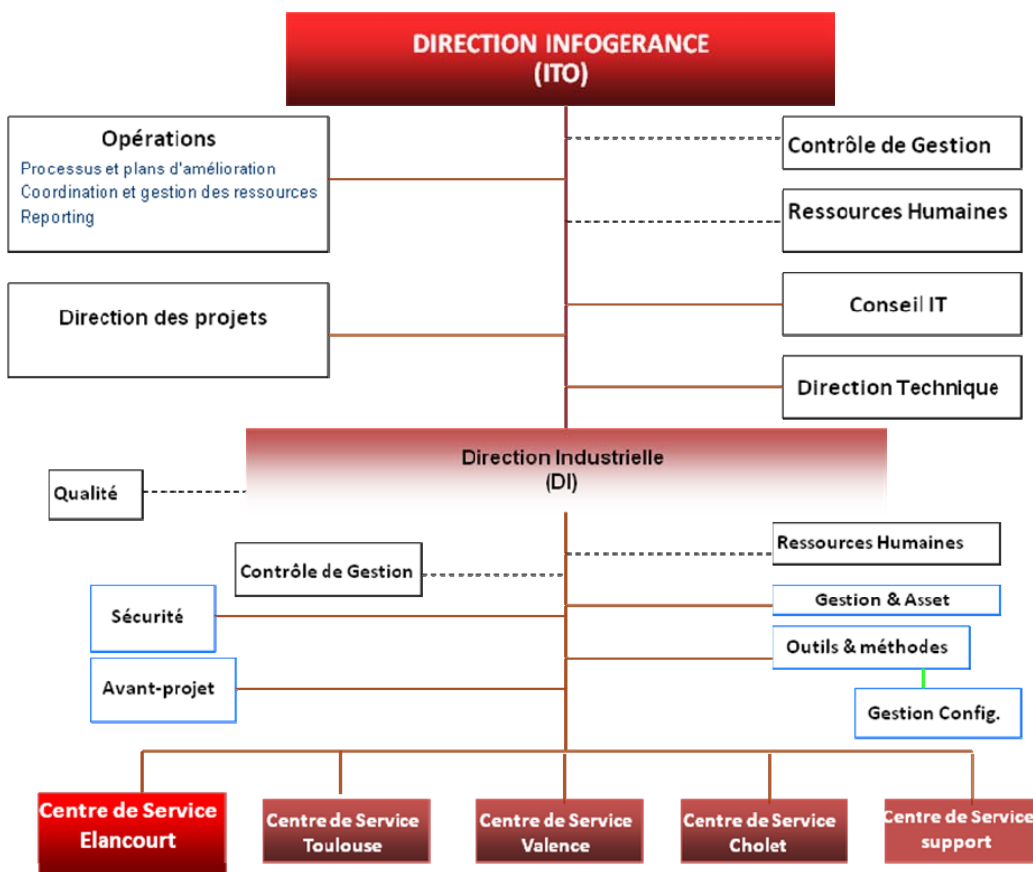 DIRECTION INFOGERANCE
(ITO)
Opérations
Processus et plans d'amélioration
Coordination et gestion des ressources
Reporting
Contrôle de Gestion
Ressources Humaines
Direction des projets
Conseil IT
Direction Technique
Direction Industrielle
(DI)
Qualité
Ressources Humaines
Contrôle de Gestion
Gestion & Asset
Sécurité
Outils & méthodes
Avant-projet
Gestion Config.
Centre de Service
Elancourt
Centre de Service
Toulouse
Centre de Service
Valence
Centre de Service
Cholet
Centre de Service
support